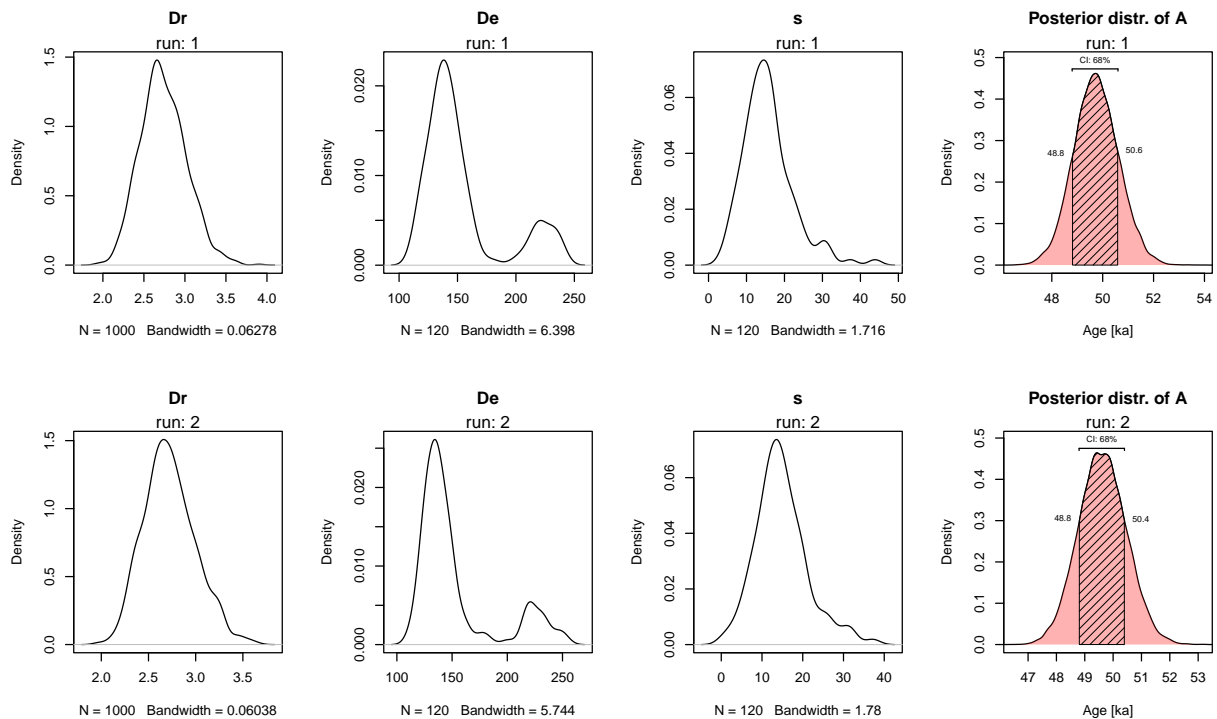 Dr
run: 1
Density
0.0 0.5 1.0 1.5
2.0 2.5 3.0 3.5 4.0
N = 1000 Bandwidth = 0.06278
De
run: 1
Density
0.000 0.010 0.020
100 150 200 250
N = 120 Bandwidth = 6.398
s
run: 1
Density
0.00 0.02 0.04 0.06
0 10 20 30 40 50
N = 120 Bandwidth = 1.716
Posterior distr. of A
run: 1
CI: 68%
48.8
50.6
Density
0.0 0.1 0.2 0.3 0.4 0.5
48 50 52 54
Age [ka]
Dr
run: 2
Density
0.0 0.5 1.0 1.5
2.0 2.5 3.0 3.5
N = 1000 Bandwidth = 0.06038
De
run: 2
Density
0.000 0.010 0.020
100 150 200 250
N = 120 Bandwidth = 5.744
s
run: 2
Density
0.00 0.02 0.04 0.06
0 10 20 30 40
N = 120 Bandwidth = 1.78
Posterior distr. of A
run: 2
CI: 68%
48.8
50.4
Density
0.0 0.1 0.2 0.3 0.4 0.5
47 48 49 50 51 52 53
Age [ka]